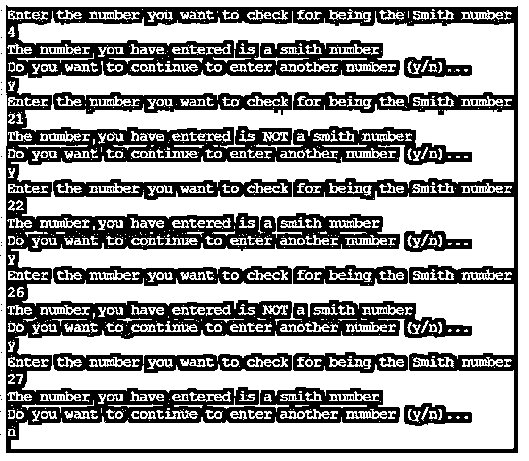 Enter the number you want to check for being the Smith number
4
The number you have entered is a smith number
Do you want to continue to enter another number (y/n)...
y
Enter the number you want to check for being the Smith number
21
The number you have entered is NOT a smith number
Do you want to continue to enter another number (y/n)...
y
Enter the number you want to check for being the Smith number
22
The number you have entered is a smith number
Do you want to continue to enter another number (y/n)...
y
Enter the number you want to check for being the Smith number
26
The number you have entered is NOT a smith number
Do you want to continue to enter another number (y/n)...
y
Enter the number you want to check for being the Smith number
27
The number you have entered is a smith number
Do you want to continue to enter another number (y/n)...
n